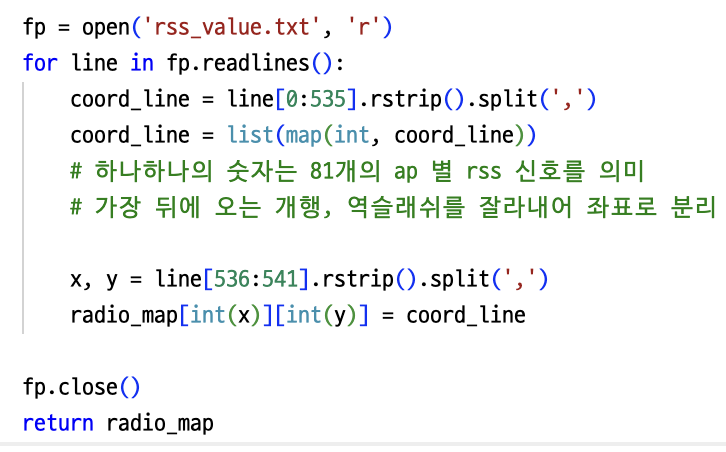 fp = open('rss_value.txt', 'r')
for line in fp.readlines():
    coord_line = line[0:535].rstrip().split(',')
    coord_line = list(map(int, coord_line))
    # 하나하나의 숫자는 81개의 ap 별 rss 신호를 의미
    # 가장 뒤에 오는 개행, 역슬래쉬를 잘라내어 좌표로 분리
    x, y = line[536:541].rstrip().split(',')
    radio_map[int(x)][int(y)] = coord_line
fp.close()
return radio_map